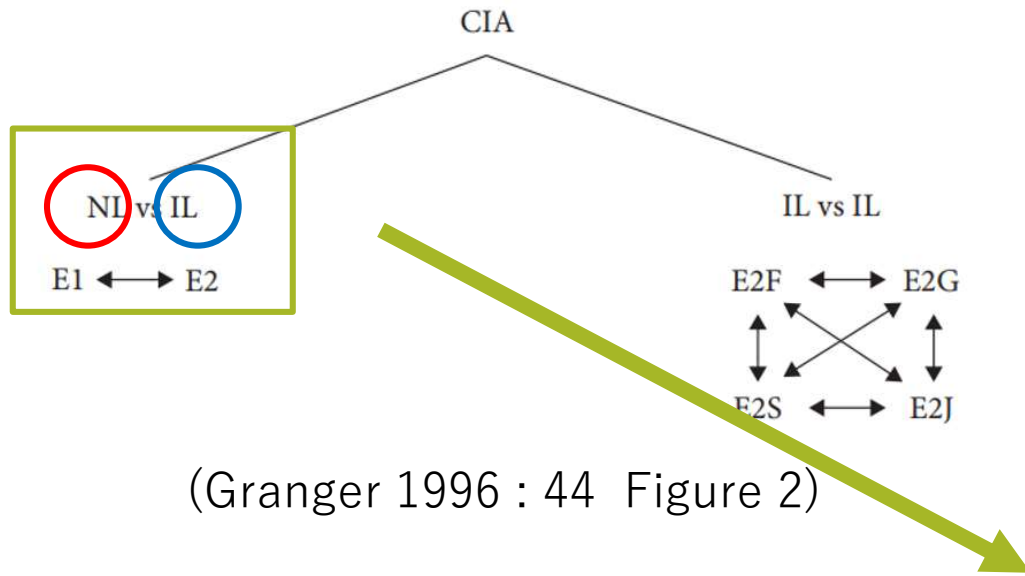 CIA
NL vs IL
IL vs IL
E1 E2
E2F E2G
E2S E2J
(Granger 1996 : 44 Figure 2)